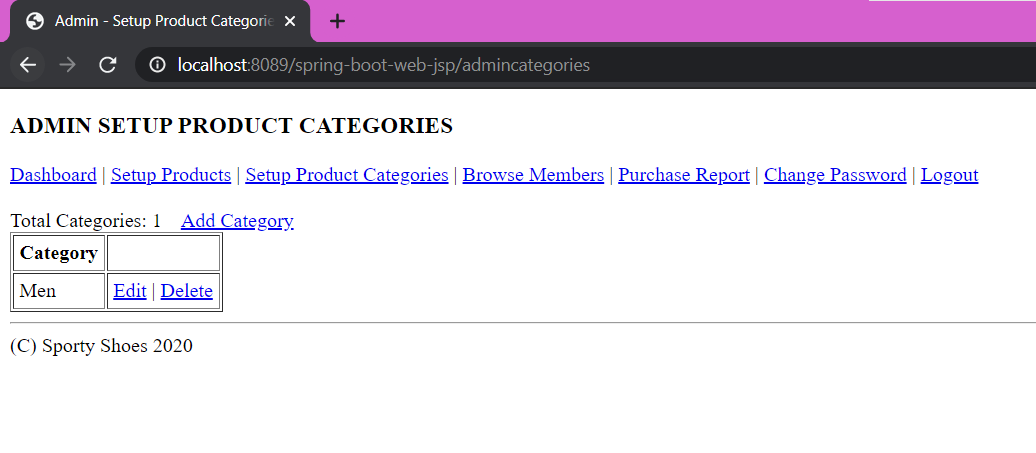 Admin - Setup Product Categorie
localhost:8089/spring-boot-web-jsp/admincategories
ADMIN SETUP PRODUCT CATEGORIES
Dashboard | Setup Products | Setup Product Categories | Browse Members | Purchase Report | Change Password | Logout
Total Categories: 1 Add Category
Category
Men Edit | Delete
(C) Sporty Shoes 2020